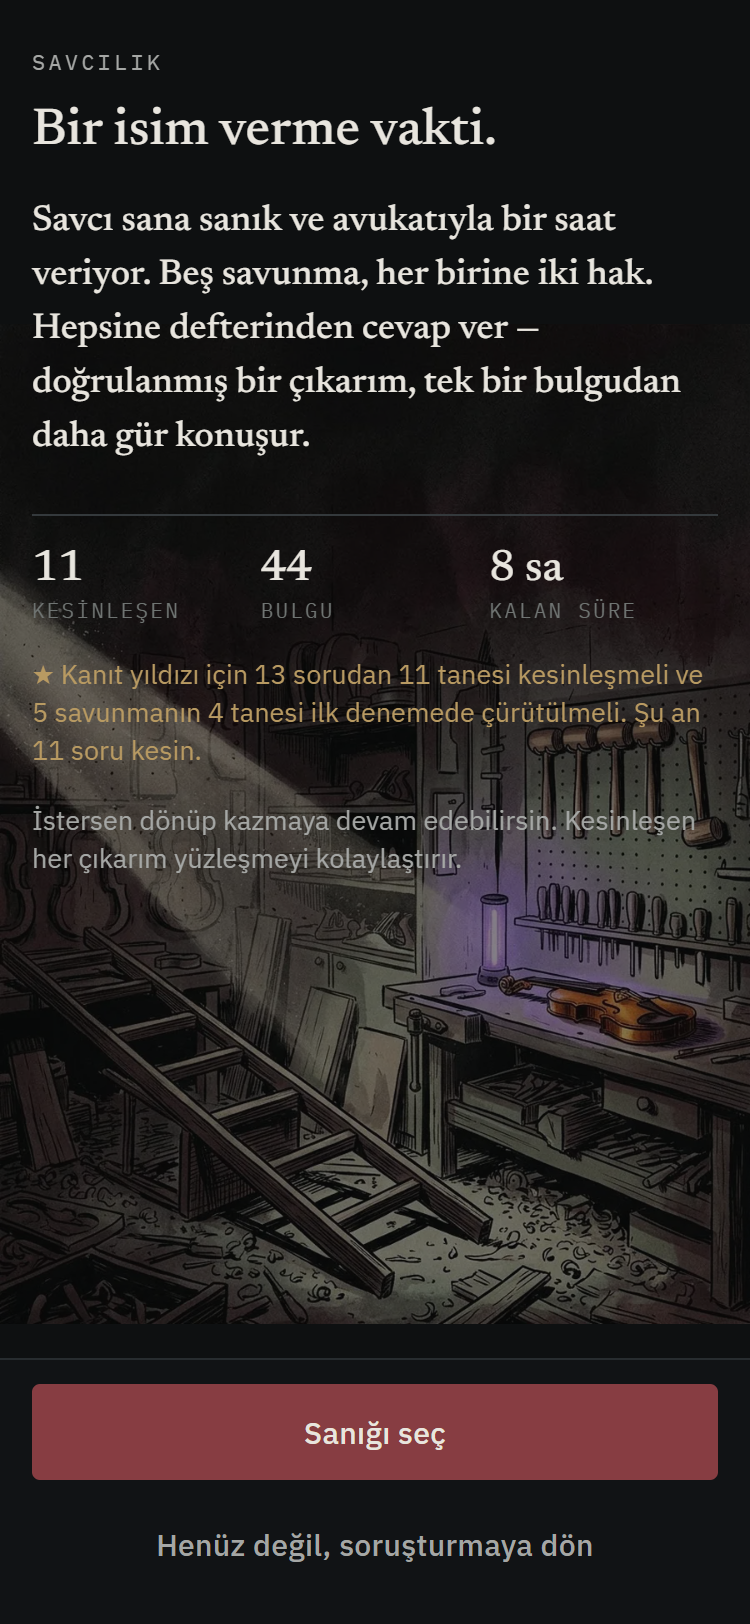 SAVCILIK
Bir isim verme vakti.
Savcı sana sanık ve avukatıyla bir saat
veriyor. Beş savunma, her birine iki hak.
Hepsine defterinden cevap ver —
doğrulanmış bir çıkarım, tek bir bulgudan
daha gür konuşur.
11 44 8 sa
KESİNLEŞEN BULGU KALAN SÜRE
★ Kanıt yıldızı için 13 sorudan 11 tanesi kesinleşmeli ve
5 savunmanın 4 tanesi ilk denemede çürütülmeli. Şu an
11 soru kesin.
İstersen dönüp kazmaya devam edebilirsin. Kesinleşen
her çıkarım yüzleşmeyi kolaylaştırır.
Sanığı seç
Henüz değil, soruşturmaya dön